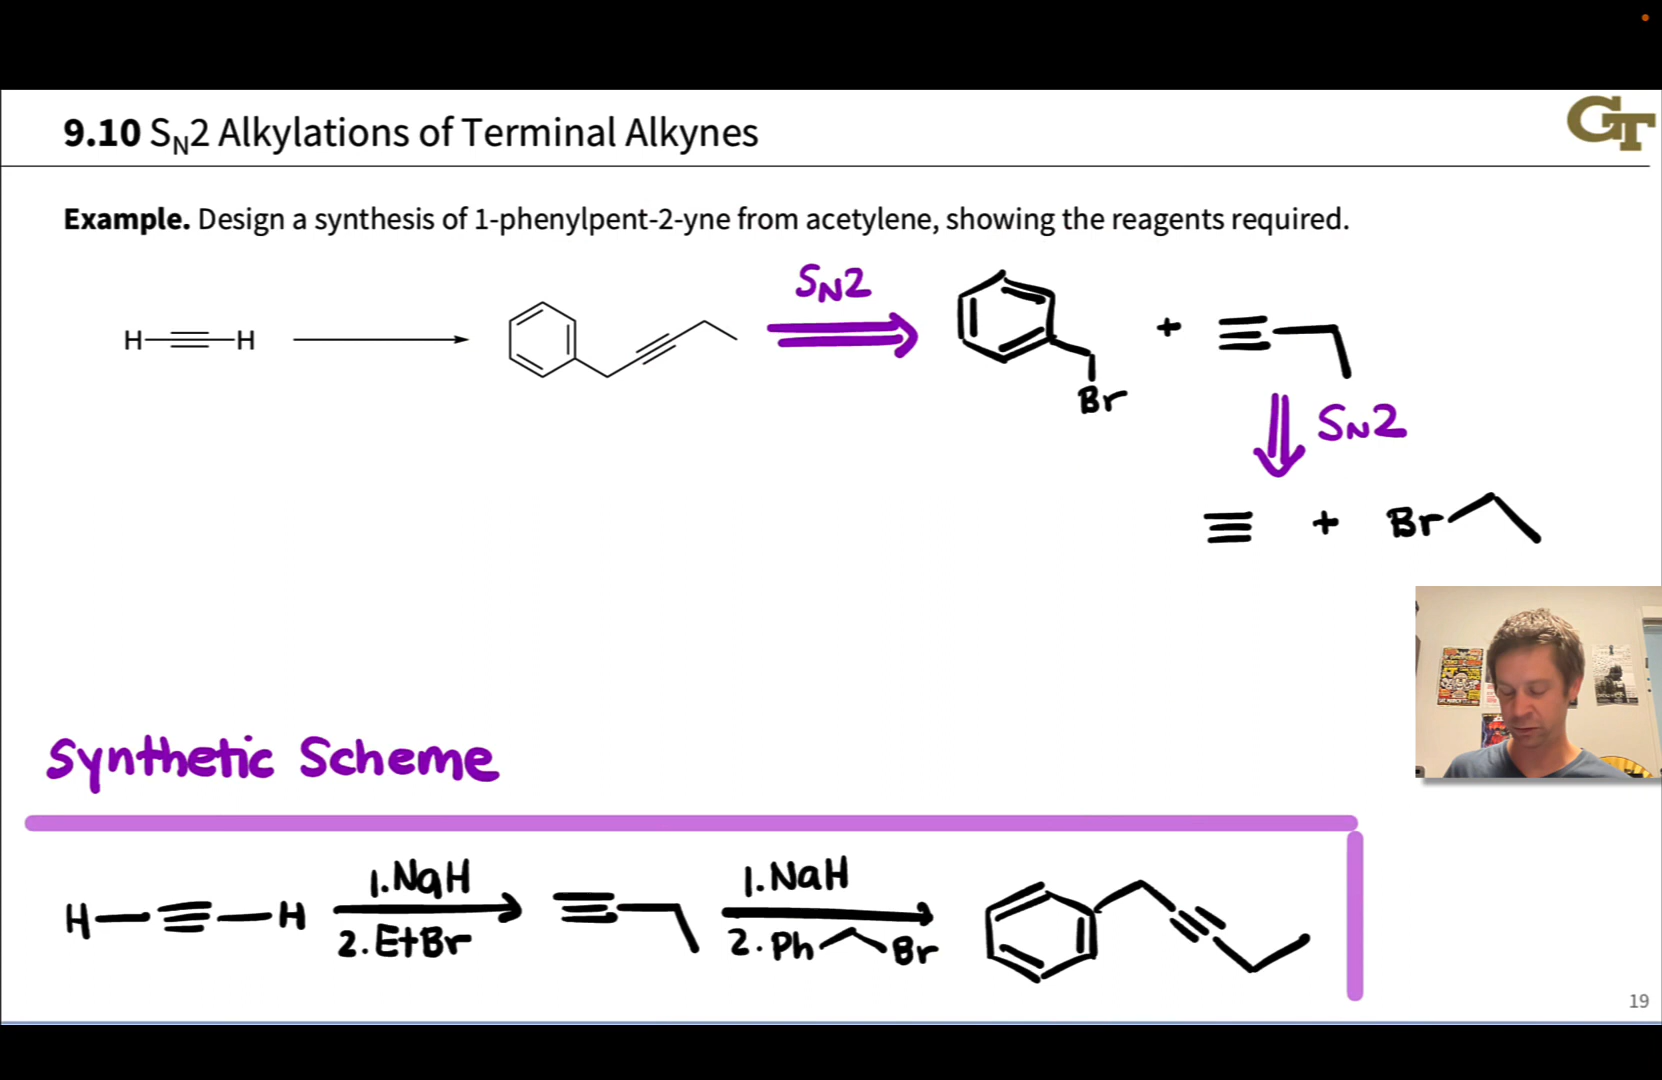 GT
9.10 SN2 Alkylations of Terminal Alkynes
Example. Design a synthesis of 1-phenylpent-2-yne from acetylene, showing the reagents required.
SN2
H H
+
Br
SN2
+ Br
Synthetic Scheme
1. NaH
1. NaH
H H
2. EtBr
2. Ph Br
19